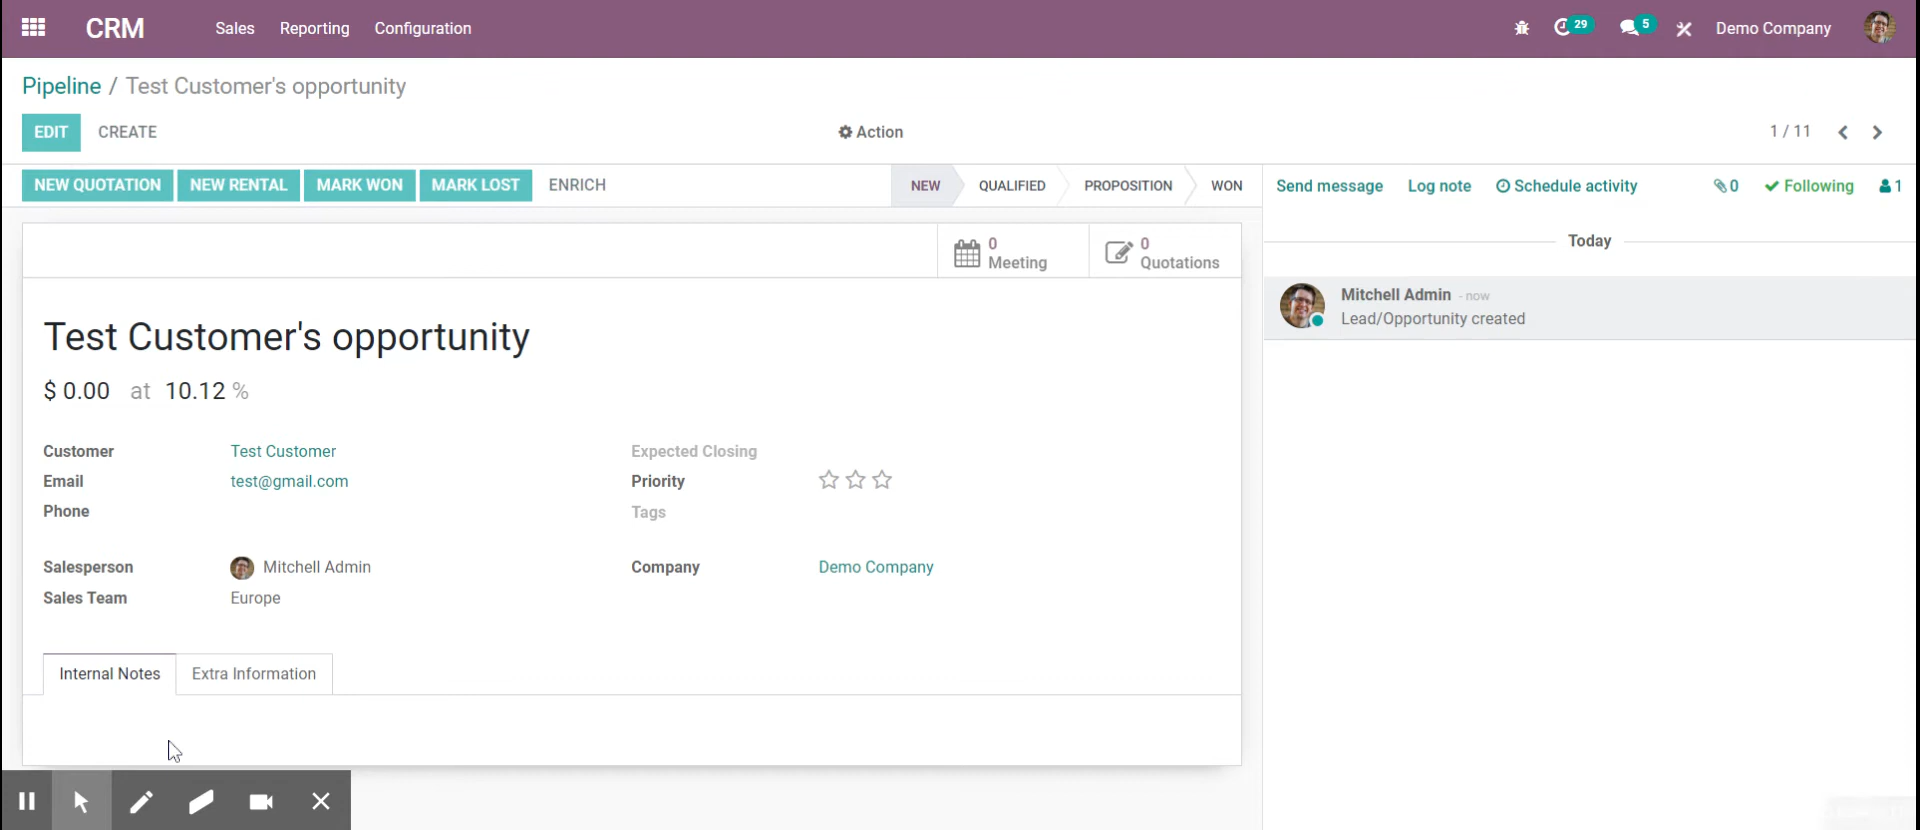 CRM Sales Reporting Configuration 29 5 Demo Company
Pipeline / Test Customer's opportunity
EDIT CREATE Action 1 / 11
NEW QUOTATION NEW RENTAL MARK WON MARK LOST ENRICH NEW QUALIFIED PROPOSITION WON Send message Log note Schedule activity 0 Following 1
Today
0 Meeting
0 Quotations
Mitchell Admin - now
Lead/Opportunity created
Test Customer's opportunity
$ 0.00 at 10.12 %
Customer Test Customer Expected Closing
Email test@gmail.com Priority
Phone Tags
Salesperson Mitchell Admin Company Demo Company
Sales Team Europe
Internal Notes Extra Information